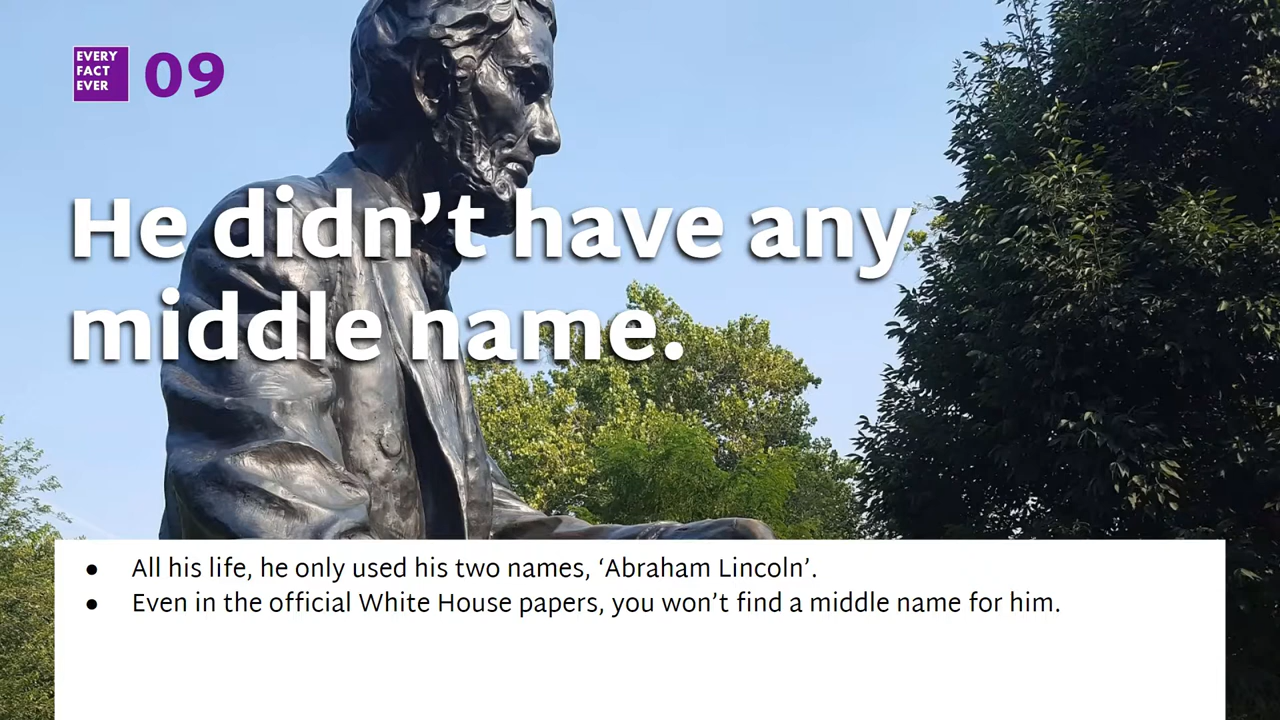 EVERY
FACT
EVER
09
He didn’t have any
middle name.
● All his life, he only used his two names, ‘Abraham Lincoln’.
● Even in the official White House papers, you won’t find a middle name for him.